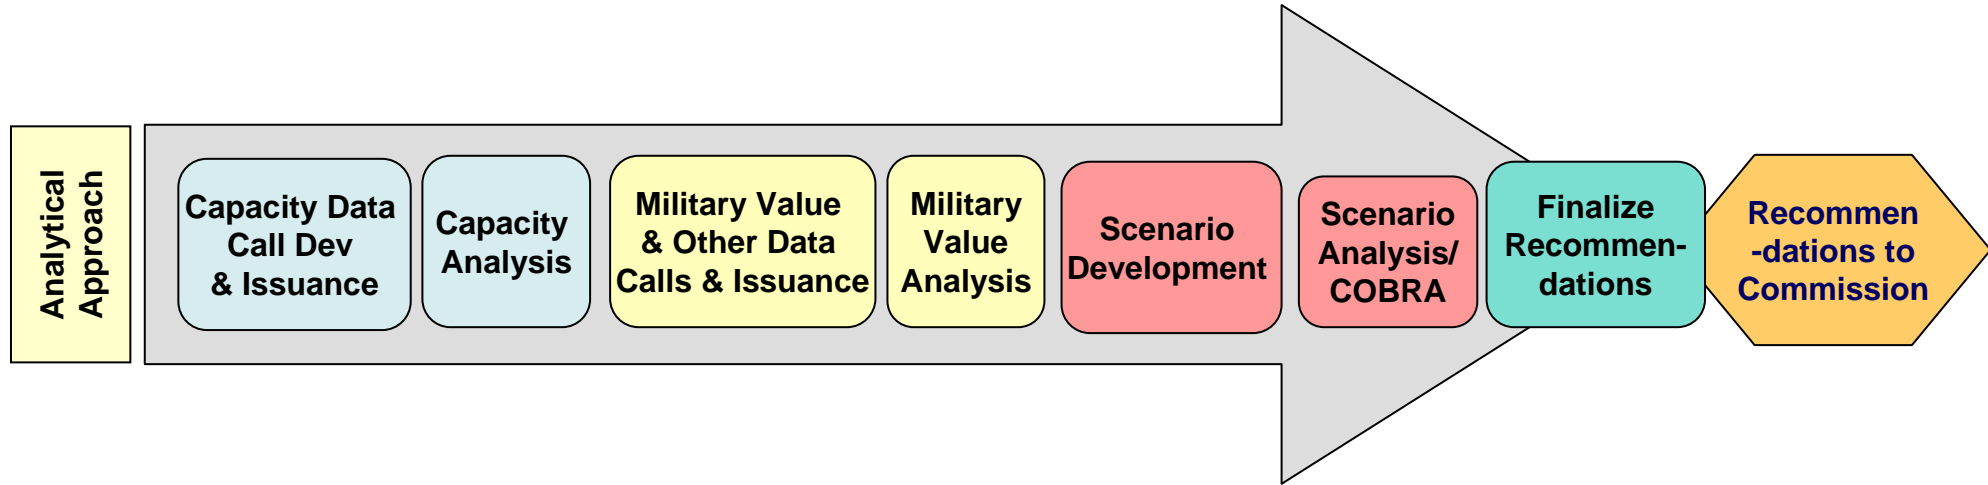 Analytical
Approach
Capacity Data
Call Dev
& Issuance
Capacity
Analysis
Military Value
& Other Data
Calls & Issuance
Military
Value
Analysis
Scenario
Development
Scenario
Analysis/
COBRA
Finalize
Recommen-
dations
Recommen
-dations to
Commission